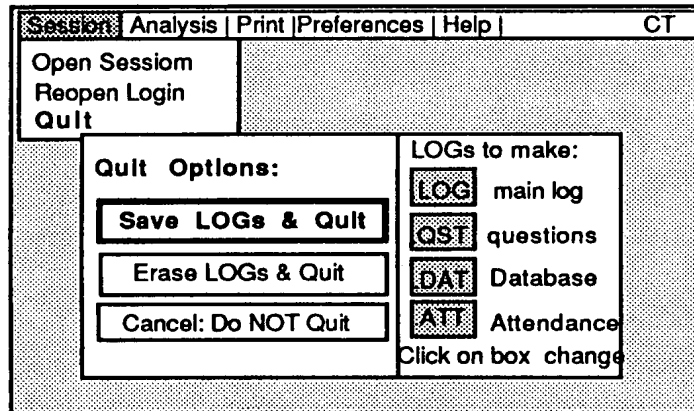 Session | Analysis | Print |Preferences | Help | CT
Open Sessiom
Reopen Login
Quit
Quit Options:
Save LOGs & Quit
Erase LOGs & Quit
Cancel: Do NOT Quit
LOGs to make:
LOG main log
QST questions
DAT Database
ATT Attendance
Click on box change